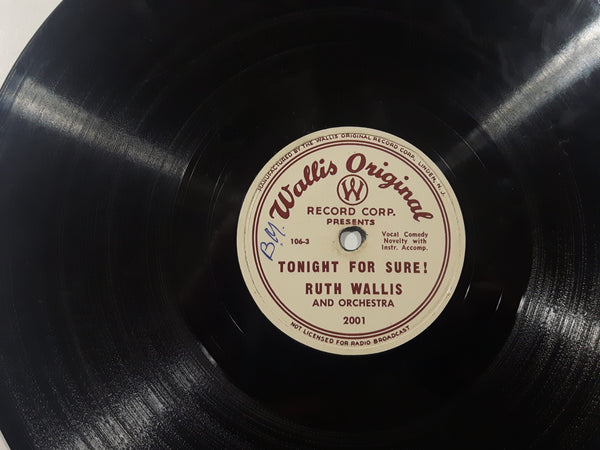 MANUFACTURED BY THE WALLIS ORIGINAL RECORD CORP. LINDEN, N. J.
Wallis Original
W
RECORD CORP.
PRESENTS
B.Y.
106-3
Vocal Comedy
Novelty with
Instr. Accomp.
TONIGHT FOR SURE!
RUTH WALLIS
AND ORCHESTRA
2001
NOT LICENSED FOR RADIO BROADCAST